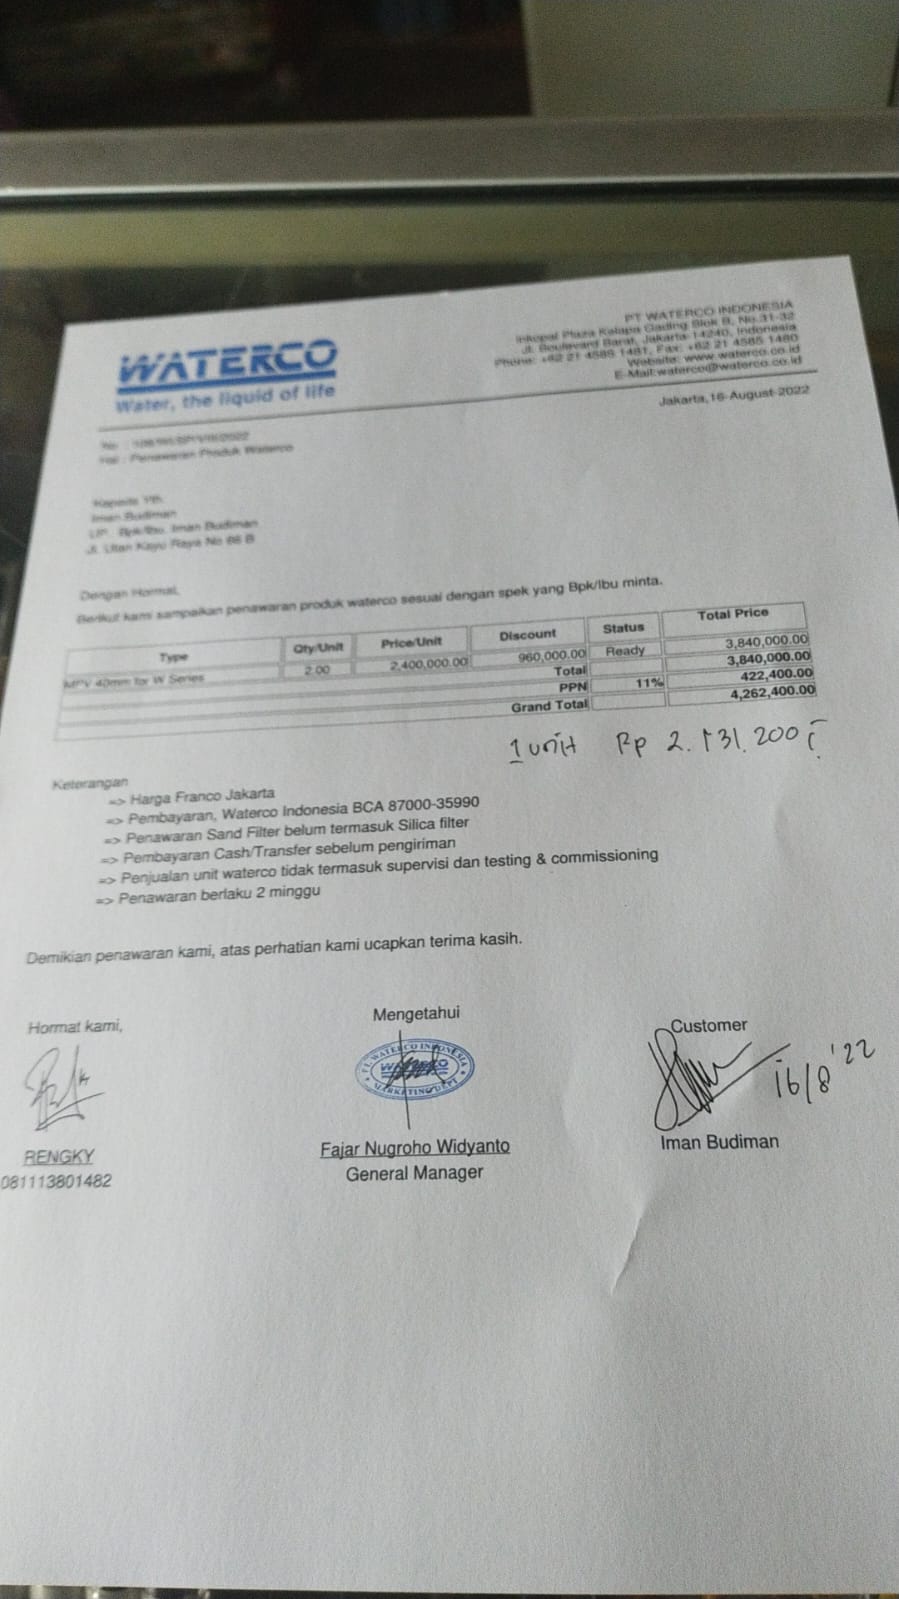 WATERCO
Water, the liquid of life
PT WATERCO INDONESIA
Inkopal Plaza Kelapa Gading Blok B, No.31-32
Jl. Boulevard Barat, Jakarta-14240, Indonesia
Phone: +62 21 4585 1481, Fax: +62 21 4585 1480
Website: www.waterco.co.id
E-Mail:waterco@waterco.co.id
Jakarta,16-August-2022
Hal : Penawaran Produk Waterco
Kepada Yth.
Iman Budiman
UP. Bpk/Ibu. Iman Budiman
Jl. Utan Kayu Raya No 66 B
Dengan Hormat,
Berikut kami sampaikan penawaran produk waterco sesuai dengan spek yang Bpk/Ibu minta.
Type Qty/Unit Price/Unit Discount Status Total Price
MPV 40mm for W Series 2.00 2,400,000.00 960,000.00 Ready 3,840,000.00
Total 3,840,000.00
PPN 11% 422,400.00
Grand Total 4,262,400.00
1 unit Rp 2.131.200
Keterangan
=> Harga Franco Jakarta
=> Pembayaran, Waterco Indonesia BCA 87000-35990
=> Penawaran Sand Filter belum termasuk Silica filter
=> Pembayaran Cash/Transfer sebelum pengiriman
=> Penjualan unit waterco tidak termasuk supervisi dan testing & commissioning
=> Penawaran berlaku 2 minggu
Demikian penawaran kami, atas perhatian kami ucapkan terima kasih.
Hormat kami,
Mengetahui
Customer
PT. WATERCO INDONESIA
WATERCO
MARKETING DEPT
16/8 '22
RENGKY
081113801482
Fajar Nugroho Widyanto
General Manager
Iman Budiman